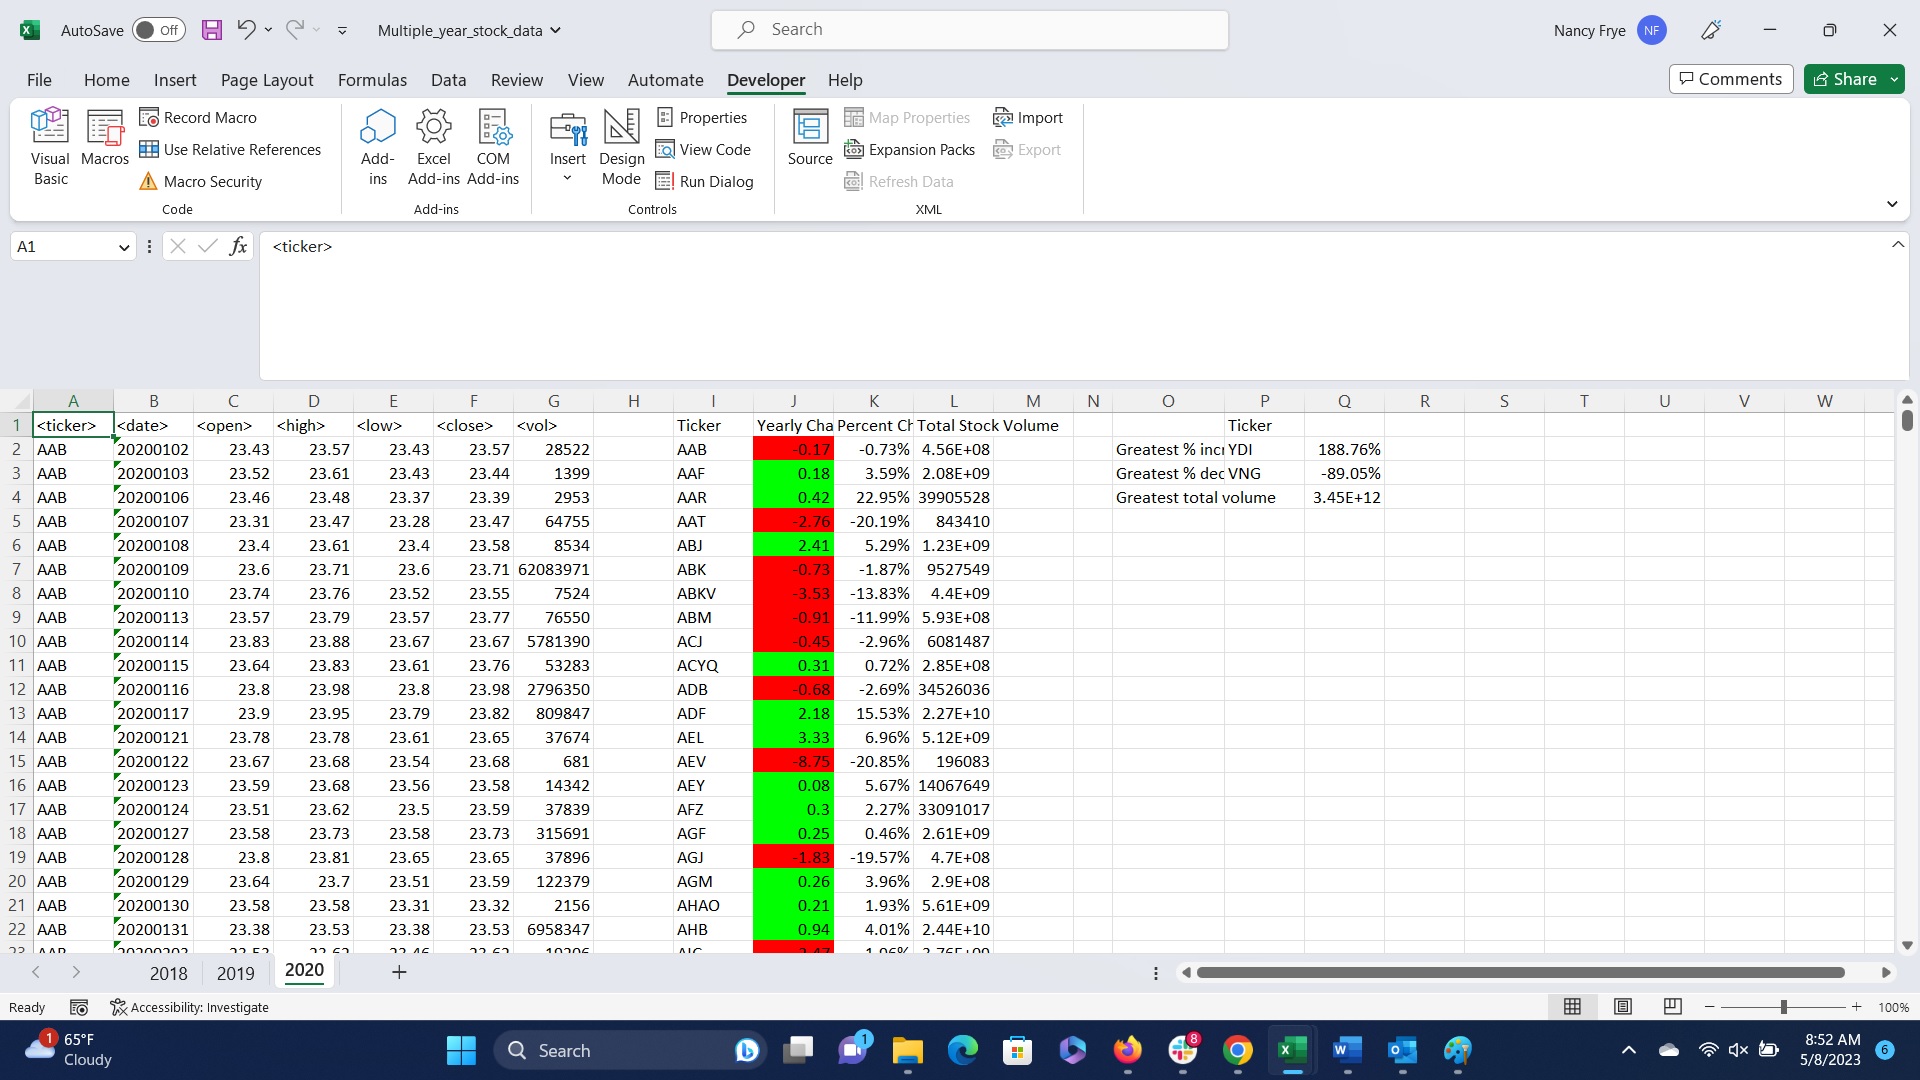 AutoSave Off Multiple_year_stock_data Search Nancy Frye NF
File Home Insert Page Layout Formulas Data Review View Automate Developer Help Comments Share
Visual Basic
Macros
Record Macro
Use Relative References
Macro Security
Code
Add-ins
Excel Add-ins
COM Add-ins
Add-ins
Insert
Design Mode
Properties
View Code
Run Dialog
Controls
Source
Map Properties
Expansion Packs
Refresh Data
Import
Export
XML
A1 fx <ticker>
A B C D E F G H I J K L M N O P Q R S T U V W
1 <ticker> <date> <open> <high> <low> <close> <vol> Ticker Yearly Cha Percent Ch Total Stock Volume Ticker
2 AAB 20200102 23.43 23.57 23.43 23.57 28522 AAB -0.17 -0.73% 4.56E+08 Greatest % incr YDI 188.76%
3 AAB 20200103 23.52 23.61 23.43 23.44 1399 AAF 0.18 3.59% 2.08E+09 Greatest % dec VNG -89.05%
4 AAB 20200106 23.46 23.48 23.37 23.39 2953 AAR 0.42 22.95% 39905528 Greatest total volume 3.45E+12
5 AAB 20200107 23.31 23.47 23.28 23.47 64755 AAT -2.76 -20.19% 843410
6 AAB 20200108 23.4 23.61 23.4 23.58 8534 ABJ 2.41 5.29% 1.23E+09
7 AAB 20200109 23.6 23.71 23.6 23.71 62083971 ABK -0.73 -1.87% 9527549
8 AAB 20200110 23.74 23.76 23.52 23.55 7524 ABKV -3.53 -13.83% 4.4E+09
9 AAB 20200113 23.57 23.79 23.57 23.77 76550 ABM -0.91 -11.99% 5.93E+08
10 AAB 20200114 23.83 23.88 23.67 23.67 5781390 ACJ -0.45 -2.96% 6081487
11 AAB 20200115 23.64 23.83 23.61 23.76 53283 ACYQ 0.31 0.72% 2.85E+08
12 AAB 20200116 23.8 23.98 23.8 23.98 2796350 ADB -0.68 -2.69% 34526036
13 AAB 20200117 23.9 23.95 23.79 23.82 809847 ADF 2.18 15.53% 2.27E+10
14 AAB 20200121 23.78 23.78 23.61 23.65 37674 AEL 3.33 6.96% 5.12E+09
15 AAB 20200122 23.67 23.68 23.54 23.68 681 AEV -8.75 -20.85% 196083
16 AAB 20200123 23.59 23.68 23.56 23.58 14342 AEY 0.08 5.67% 14067649
17 AAB 20200124 23.51 23.62 23.5 23.59 37839 AFZ 0.3 2.27% 33091017
18 AAB 20200127 23.58 23.73 23.58 23.73 315691 AGF 0.25 0.46% 2.61E+09
19 AAB 20200128 23.8 23.81 23.65 23.65 37896 AGJ -1.83 -19.57% 4.7E+08
20 AAB 20200129 23.64 23.7 23.51 23.59 122379 AGM 0.26 3.96% 2.9E+08
21 AAB 20200130 23.58 23.58 23.31 23.32 2156 AHAO 0.21 1.93% 5.61E+09
22 AAB 20200131 23.38 23.53 23.38 23.53 6958347 AHB 0.94 4.01% 2.44E+10
2018 2019 2020
Ready Accessibility: Investigate 100%
1 65°F
Cloudy
Search
1
8
8:52 AM
5/8/2023
6